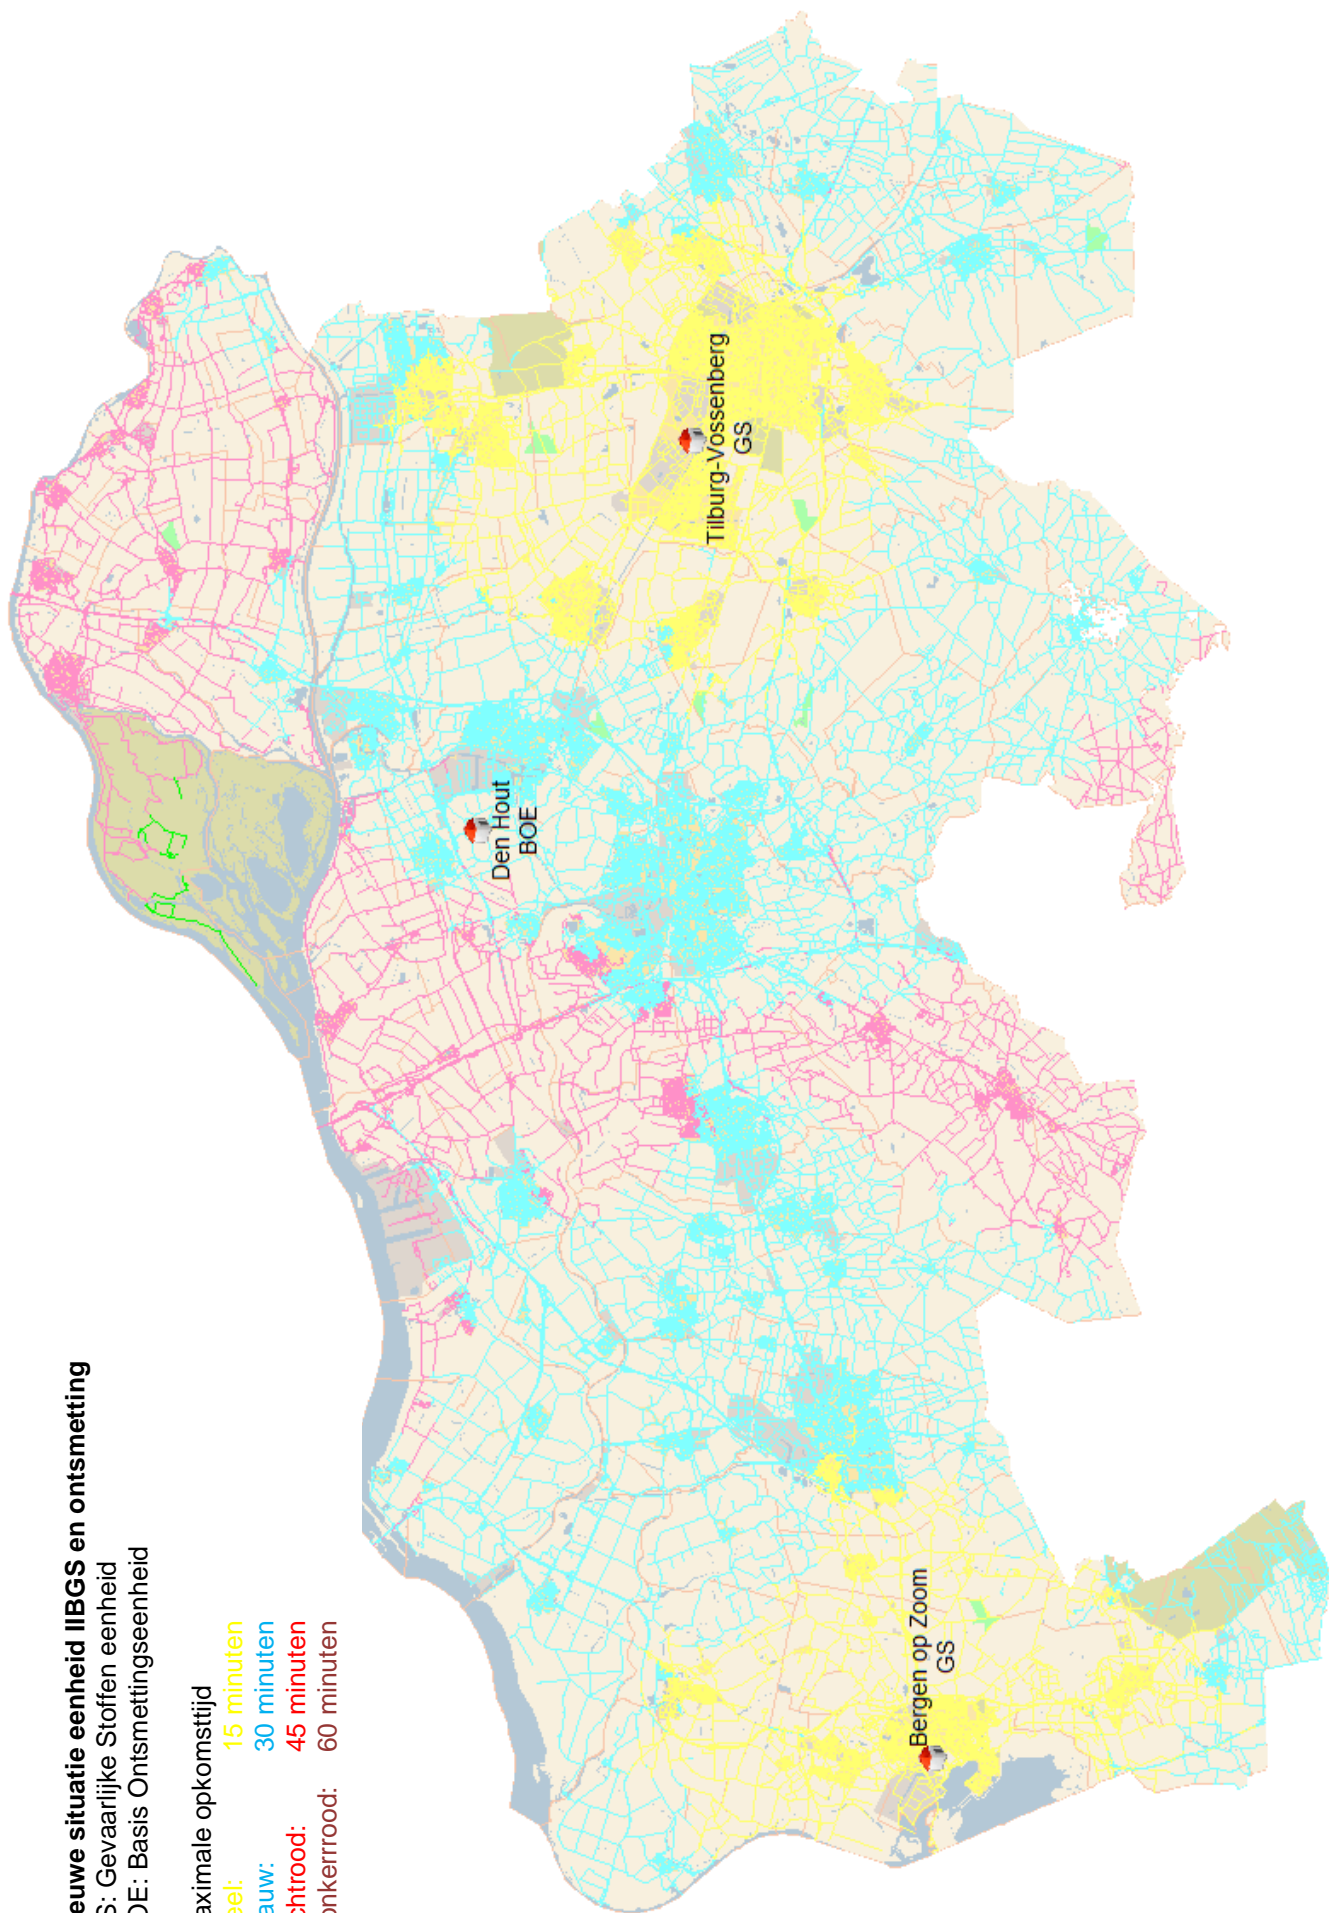 euwe situatie eenheid IIBGS en ontsmetting
S: Gevaarlijke Stoffen eenheid
OE: Basis Ontsmettingseenheid
aximale opkomsttijd
eel: 15 minuten
auw: 30 minuten
chtrood: 45 minuten
onkerrrood: 60 minuten
Den Hout
BOE
Tilburg-Vossenberg
GS
Bergen op Zoom
GS